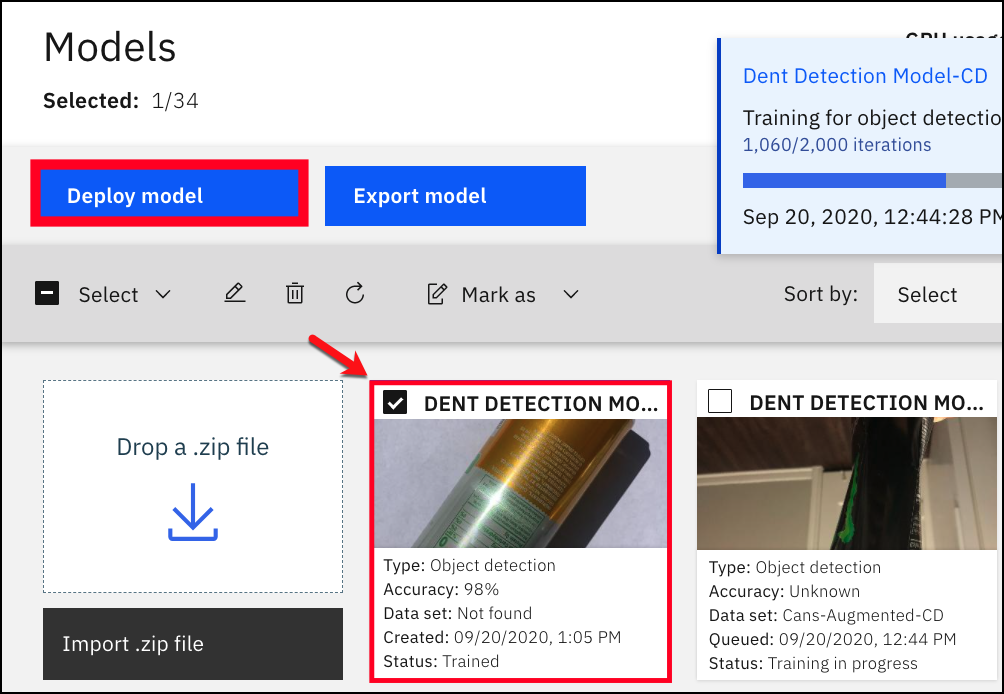 Models
Selected: 1/34
Dent Detection Model-CD
Training for object detectio
1,060/2,000 iterations
Sep 20, 2020, 12:44:28 PM
Deploy model
Export model
Select
Mark as
Sort by:
Select
Drop a .zip file
Import .zip file
DENT DETECTION MO...
Type: Object detection
Accuracy: 98%
Data set: Not found
Created: 09/20/2020, 1:05 PM
Status: Trained
DENT DETECTION MO...
Type: Object detection
Accuracy: Unknown
Data set: Cans-Augmented-CD
Queued: 09/20/2020, 12:44 PM
Status: Training in progress